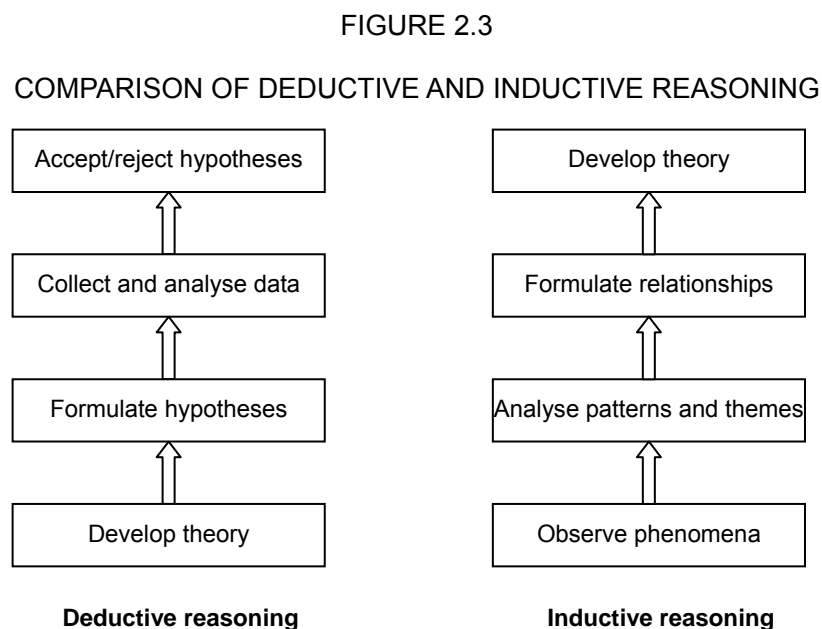 FIGURE 2.3
COMPARISON OF DEDUCTIVE AND INDUCTIVE REASONING
Accept/reject hypotheses
Collect and analyse data
Formulate hypotheses
Develop theory
Deductive reasoning
Develop theory
Formulate relationships
Analyse patterns and themes
Observe phenomena
Inductive reasoning